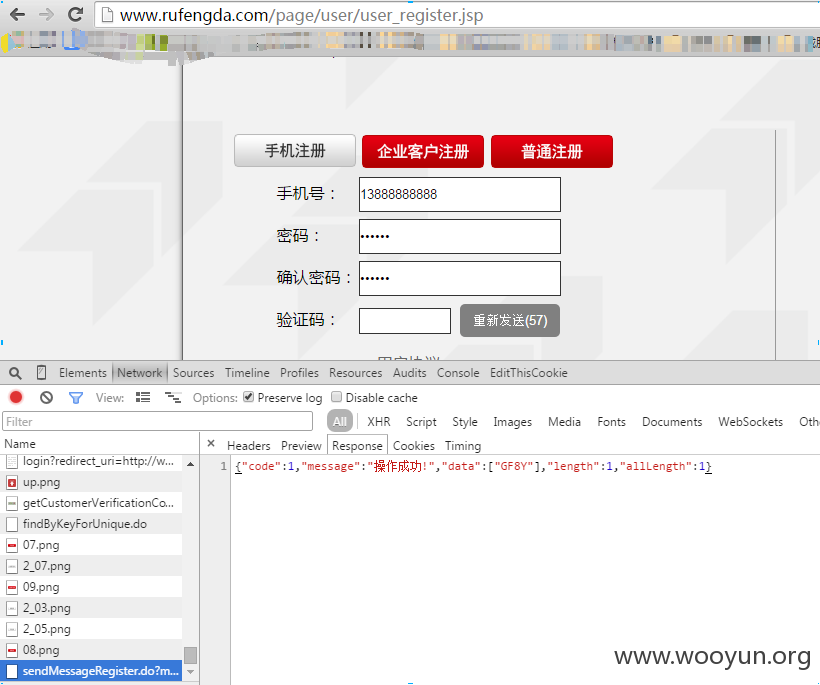 www.rufengda.com/page/user/user_register.jsp
手机注册 企业客户注册 普通注册
手机号： 13888888888
密码： ••••••
确认密码： ••••••
验证码： 重新发送(57)
Elements Network Sources Timeline Profiles Resources Audits Console EditThisCookie
View: Options: Preserve log Disable cache
Filter All XHR Script Style Images Media Fonts Documents WebSockets Oth
Name × Headers Preview Response Cookies Timing
login?redirect_uri=http://w...
1 {"code":1,"message":"操作成功!","data":["GF8Y"],"length":1,"allLength":1}
up.png
getCustomerVerificationCo...
findByKeyForUnique.do
07.png
2_07.png
09.png
2_03.png
2_05.png
08.png
sendMessageRegister.do?m...
www.wooyun.org